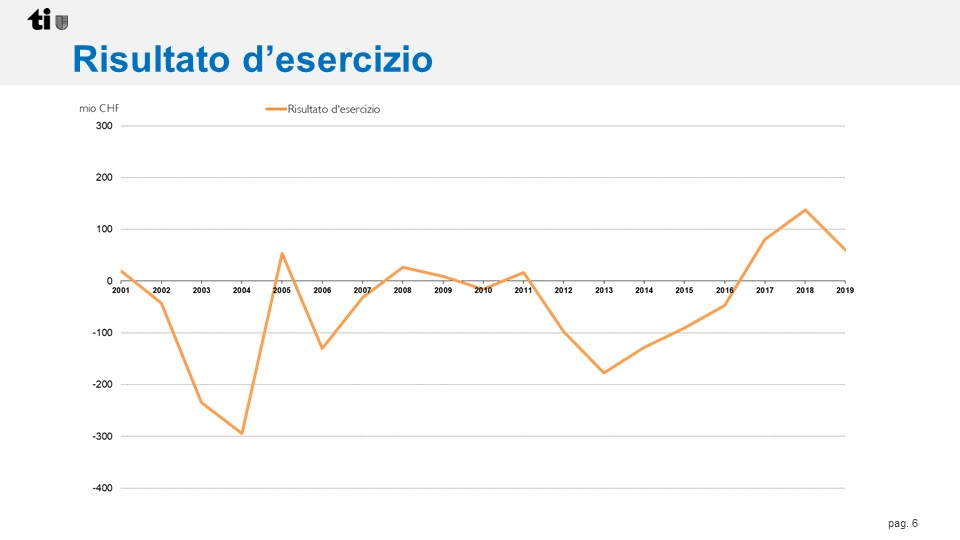 ti
Risultato d’esercizio
mio CHF
Risultato d'esercizio
300
200
100
0
-100
-200
-300
-400
2001 2002 2003 2004 2005 2006 2007 2008 2009 2010 2011 2012 2013 2014 2015 2016 2017 2018 2019
pag. 6